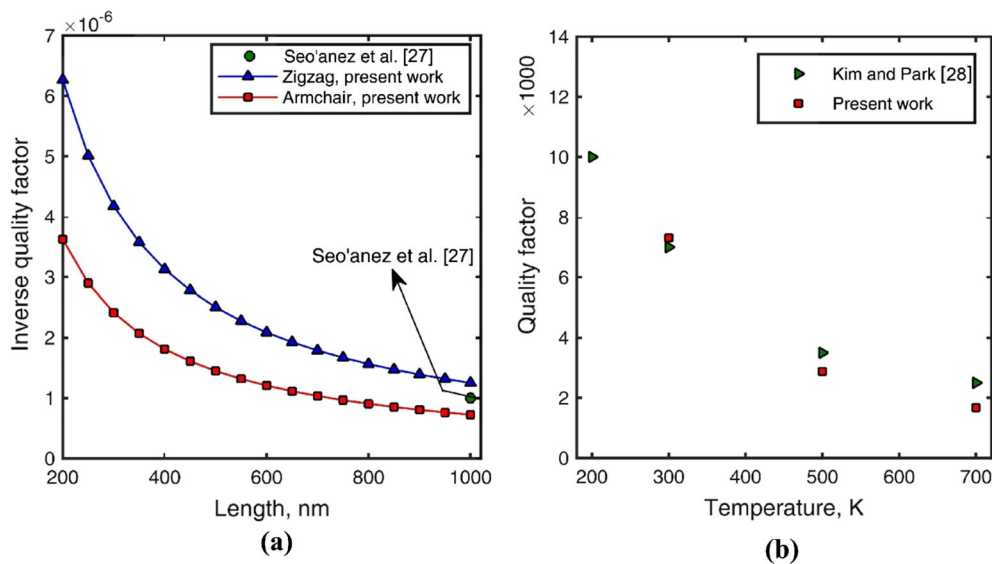 ×10⁻⁶
7
6
5
4
3
2
1
0
200
400
600
800
1000
Inverse quality factor
Length, nm
Seo'anez et al. [27]
Zigzag, present work
Armchair, present work
Seo'anez et al. [27]
(a)
14
12
10
8
6
4
2
0
×1000
Quality factor
200
300
400
500
600
700
Temperature, K
Kim and Park [28]
Present work
(b)